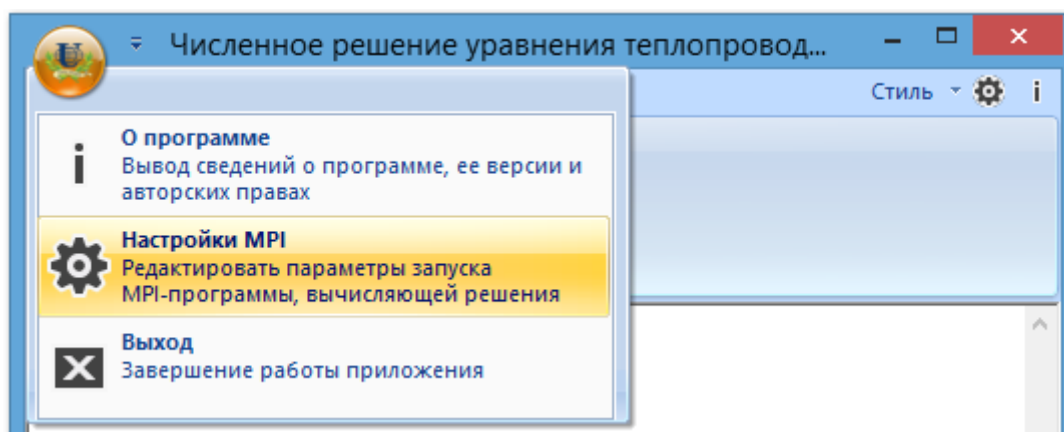 Численное решение уравнения теплопровод...
Стиль
О программе
Вывод сведений о программе, ее версии и
авторских правах
Настройки MPI
Редактировать параметры запуска
MPI-программы, вычисляющей решения
Выход
Завершение работы приложения